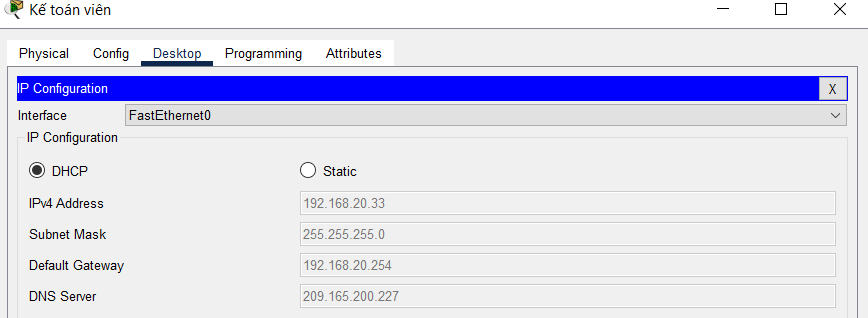 Kế toán viên
Physical Config Desktop Programming Attributes
IP Configuration X
Interface FastEthernet0
IP Configuration
DHCP Static
IPv4 Address 192.168.20.33
Subnet Mask 255.255.255.0
Default Gateway 192.168.20.254
DNS Server 209.165.200.227